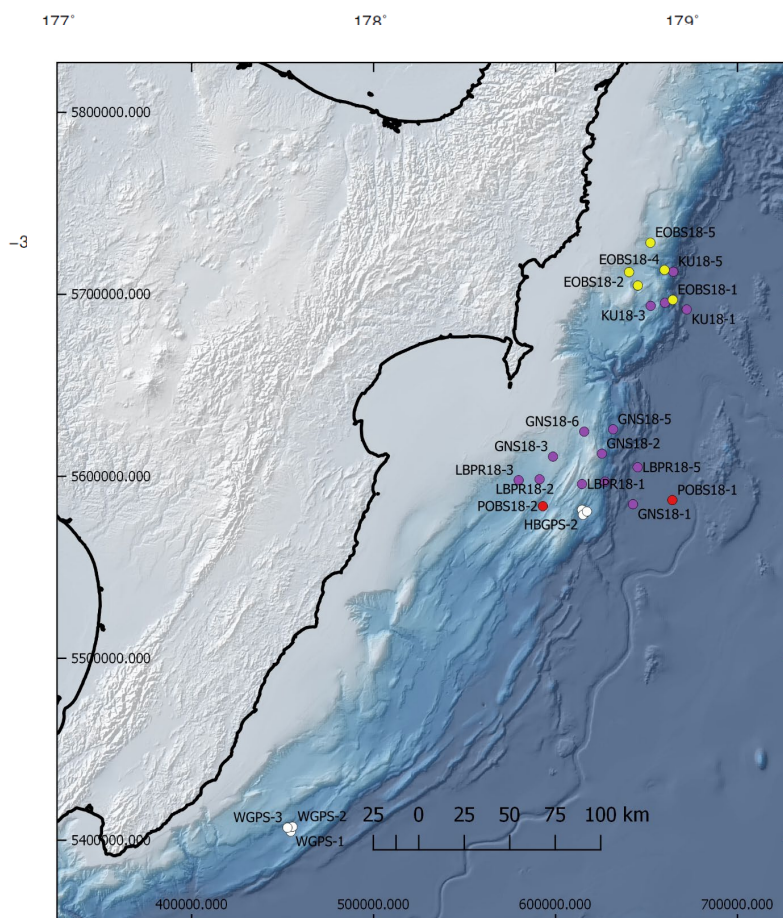 177°
178°
179°
5800000.000
-3
EOBS18-5
EOBS18-4
KU18-5
EOBS18-2
5700000.000
EOBS18-1
KU18-3
KU18-1
GNS18-6
GNS18-5
GNS18-3
GNS18-2
LBPR18-3
LBPR18-5
5600000.000
LBPR18-2
LBPR18-1
POBS18-1
POBS18-2
GNS18-1
HBGPS-2
5500000.000
WGPS-3
WGPS-2
25 0 25 50 75 100 km
5400000.000
WGPS-1
400000.000
500000.000
600000.000
700000.000